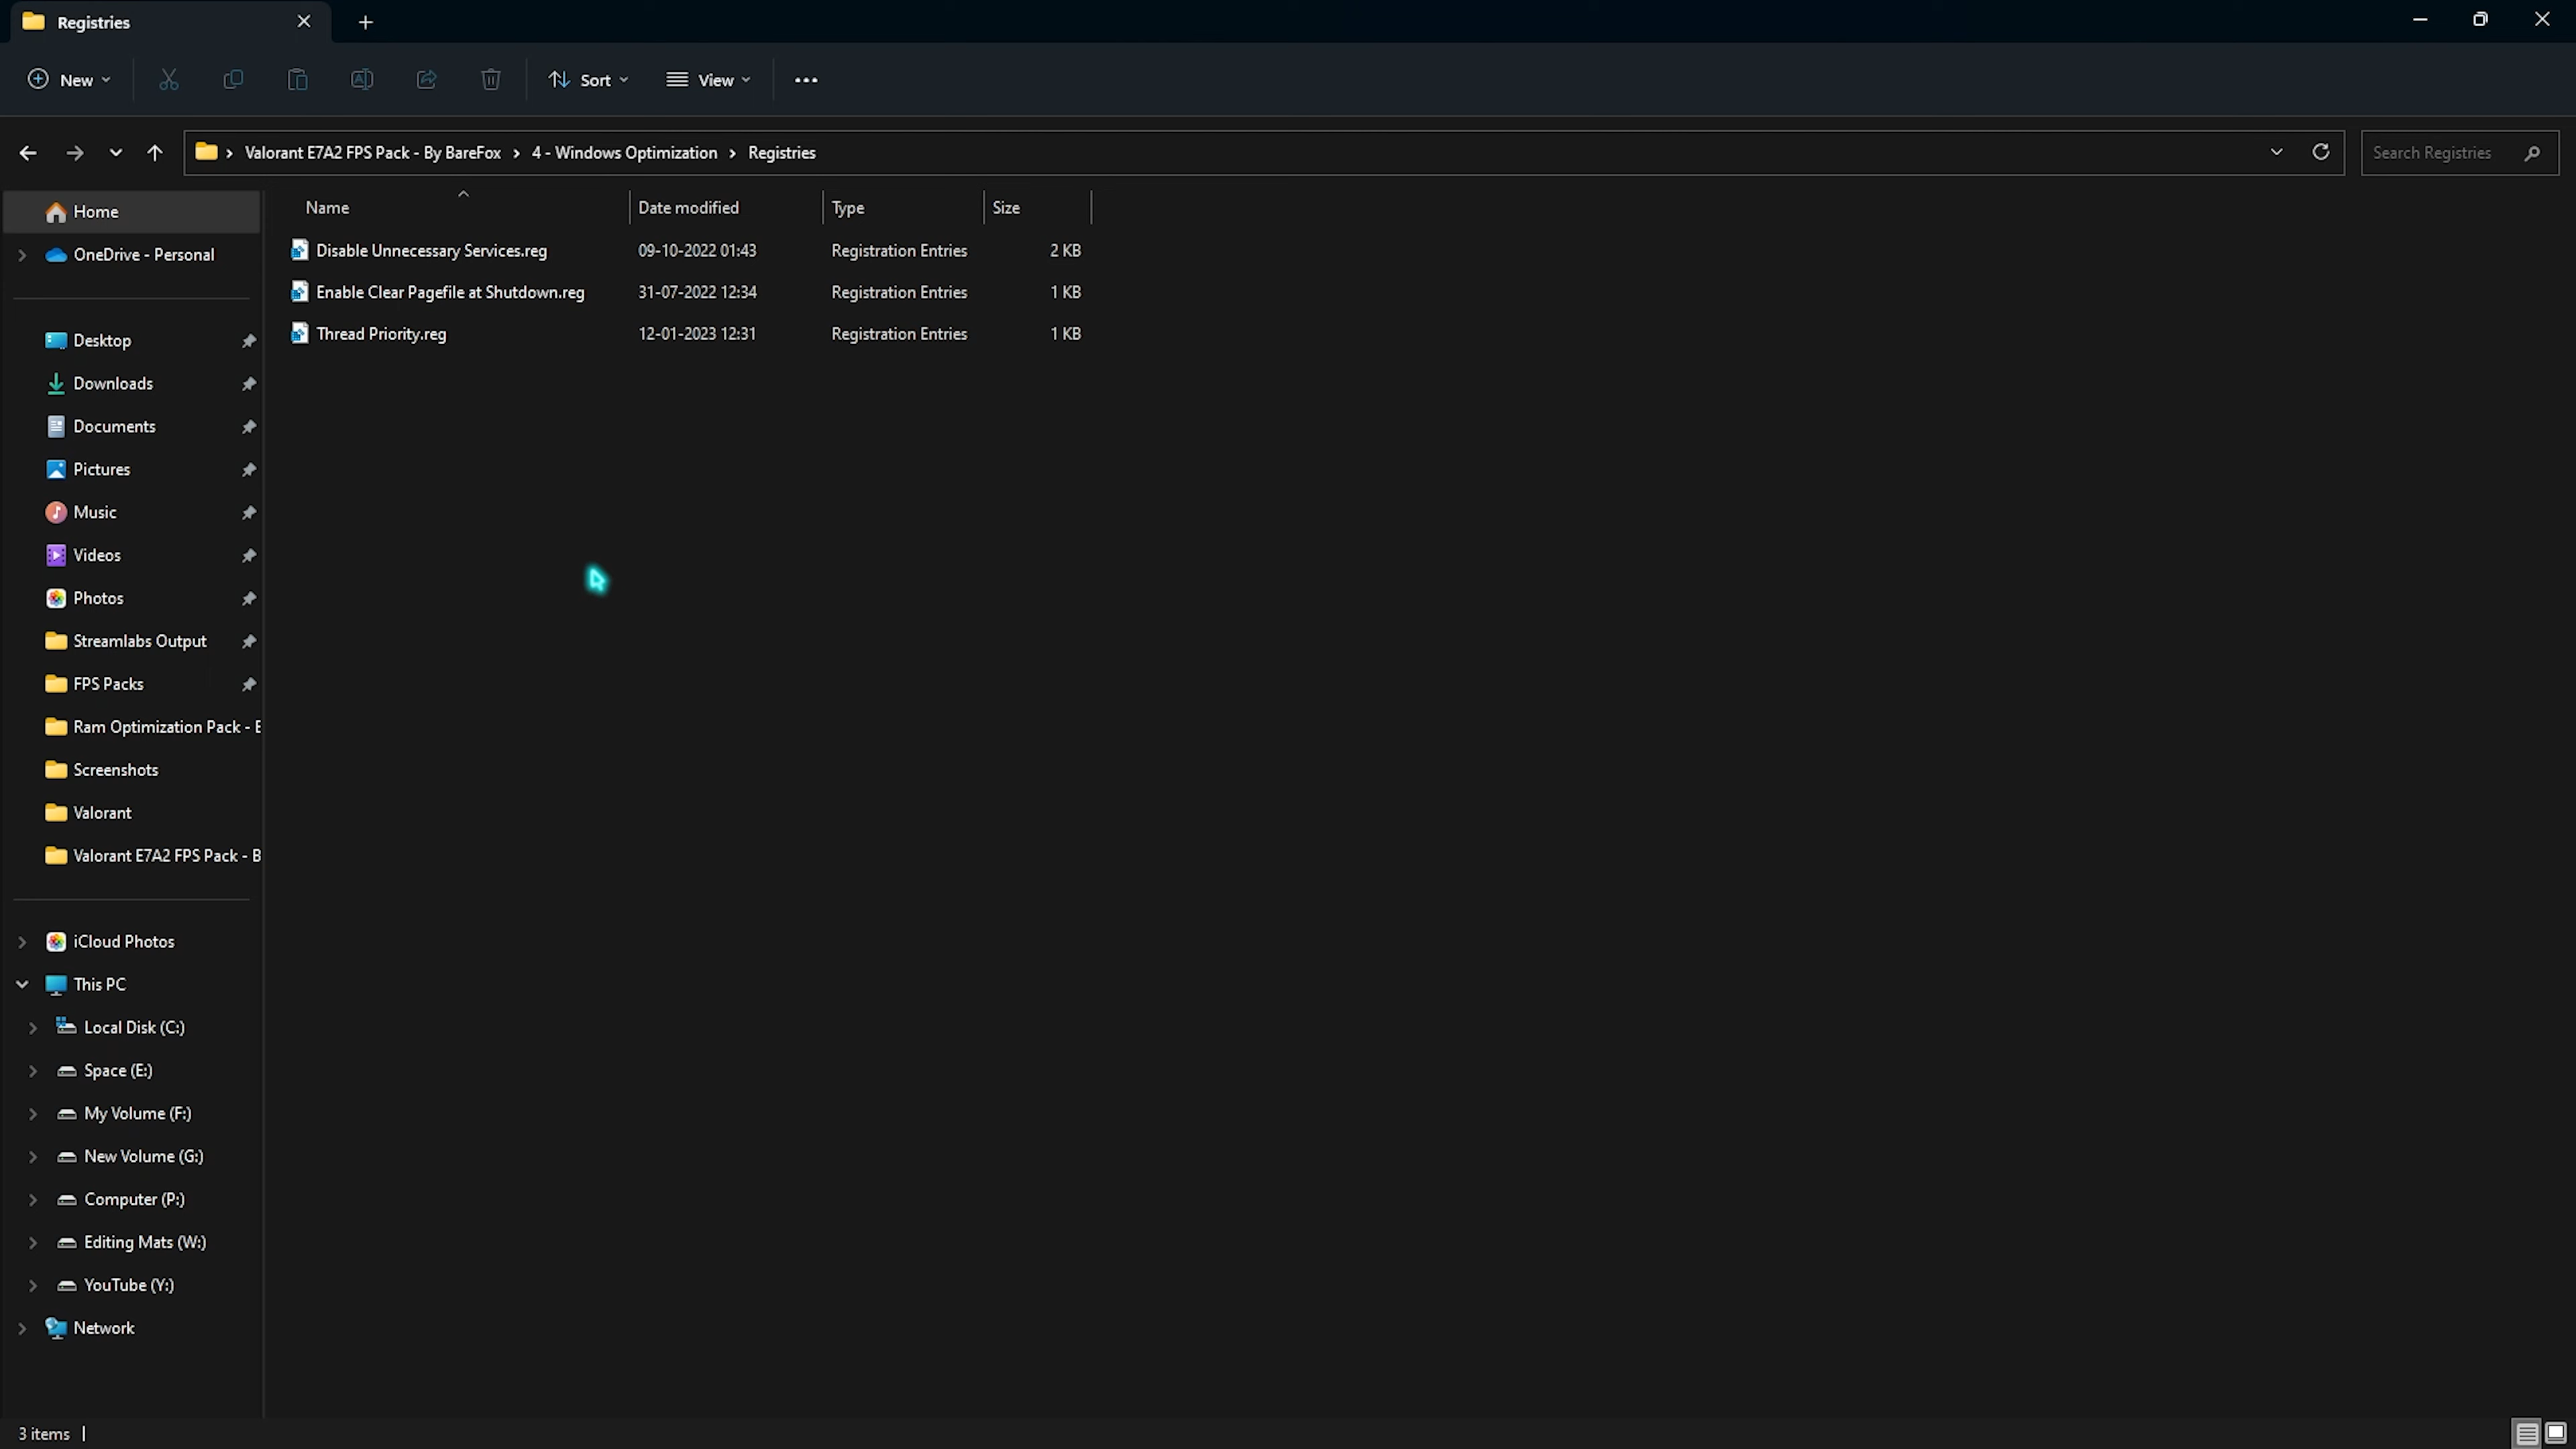 Registries
New
Sort
View
Valorant E7A2 FPS Pack - By BareFox > 4 - Windows Optimization > Registries
Search Registries
Name Date modified Type Size
Disable Unnecessary Services.reg 09-10-2022 01:43 Registration Entries 2 KB
Enable Clear Pagefile at Shutdown.reg 31-07-2022 12:34 Registration Entries 1 KB
Thread Priority.reg 12-01-2023 12:31 Registration Entries 1 KB
Home
OneDrive - Personal
Desktop
Downloads
Documents
Pictures
Music
Videos
Photos
Streamlabs Output
FPS Packs
Ram Optimization Pack - E
Screenshots
Valorant
Valorant E7A2 FPS Pack - B
iCloud Photos
This PC
Local Disk (C:)
Space (E:)
My Volume (F:)
New Volume (G:)
Computer (P:)
Editing Mats (W:)
YouTube (Y:)
Network
3 items